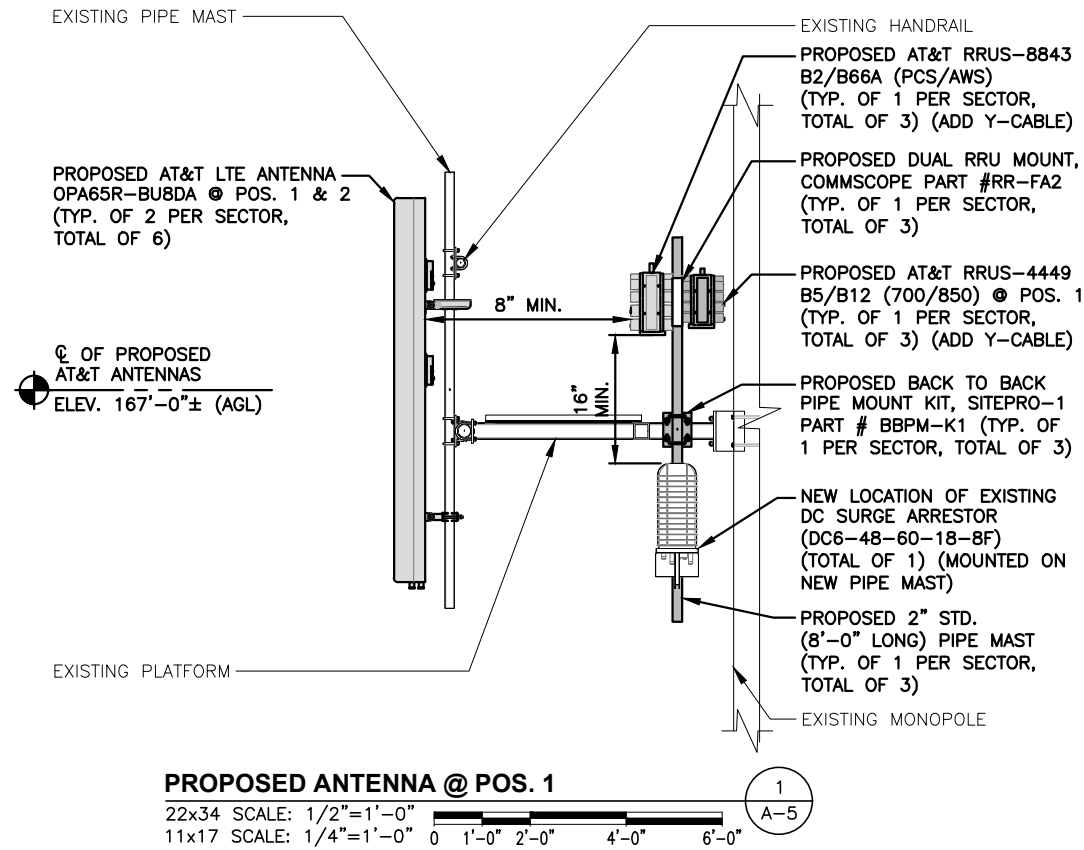 EXISTING PIPE MAST
EXISTING HANDRAIL
PROPOSED AT&T RRUS-8843
B2/B66A (PCS/AWS)
(TYP. OF 1 PER SECTOR,
TOTAL OF 3) (ADD Y-CABLE)
PROPOSED AT&T LTE ANTENNA
OPA65R-BU8DA @ POS. 1 & 2
(TYP. OF 2 PER SECTOR,
TOTAL OF 6)
PROPOSED DUAL RRU MOUNT,
COMMSCOPE PART #RR-FA2
(TYP. OF 1 PER SECTOR,
TOTAL OF 3)
8" MIN.
PROPOSED AT&T RRUS-4449
B5/B12 (700/850) @ POS. 1
(TYP. OF 1 PER SECTOR,
TOTAL OF 3) (ADD Y-CABLE)
℄ OF PROPOSED
AT&T ANTENNAS
ELEV. 167'-0"± (AGL)
16"
MIN.
PROPOSED BACK TO BACK
PIPE MOUNT KIT, SITEPRO-1
PART # BBPM-K1 (TYP. OF
1 PER SECTOR, TOTAL OF 3)
NEW LOCATION OF EXISTING
DC SURGE ARRESTOR
(DC6-48-60-18-8F)
(TOTAL OF 1) (MOUNTED ON
NEW PIPE MAST)
PROPOSED 2" STD.
(8'-0" LONG) PIPE MAST
(TYP. OF 1 PER SECTOR,
TOTAL OF 3)
EXISTING PLATFORM
EXISTING MONOPOLE
PROPOSED ANTENNA @ POS. 1
1
A-5
22x34 SCALE: 1/2"=1'-0"
11x17 SCALE: 1/4"=1'-0"
0 1'-0" 2'-0" 4'-0" 6'-0"